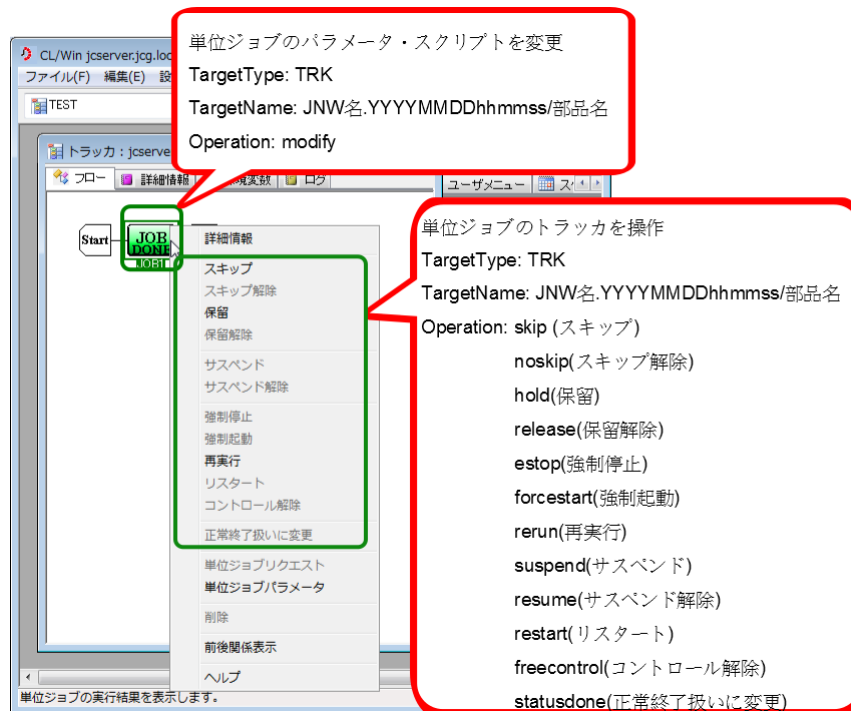 単位ジョブのパラメータ・スクリプトを変更
TargetType: TRK
TargetName: JNW名.YYYYMMDDhhmmss/部品名
Operation: modify
CL/Win jcserver.jcg.loc
ファイル(F) 編集(E) 設
TEST
トラッカ : jcserve
フロー 詳細情報 環境変数 ログ
ユーザメニュー
Start
JOB
DONE
JOB1
詳細情報
スキップ
スキップ解除
保留
保留解除
サスペンド
サスペンド解除
強制停止
強制起動
再実行
リスタート
コントロール解除
正常終了扱いに変更
単位ジョブリクエスト
単位ジョブパラメータ
削除
前後関係表示
ヘルプ
単位ジョブの実行結果を表示します。
単位ジョブのトラッカを操作
TargetType: TRK
TargetName: JNW名.YYYYMMDDhhmmss/部品名
Operation: skip (スキップ)
noskip(スキップ解除)
hold(保留)
release(保留解除)
estop(強制停止)
forcestart(強制起動)
rerun(再実行)
suspend(サスペンド)
resume(サスペンド解除)
restart(リスタート)
freecontrol(コントロール解除)
statusdone(正常終了扱いに変更)